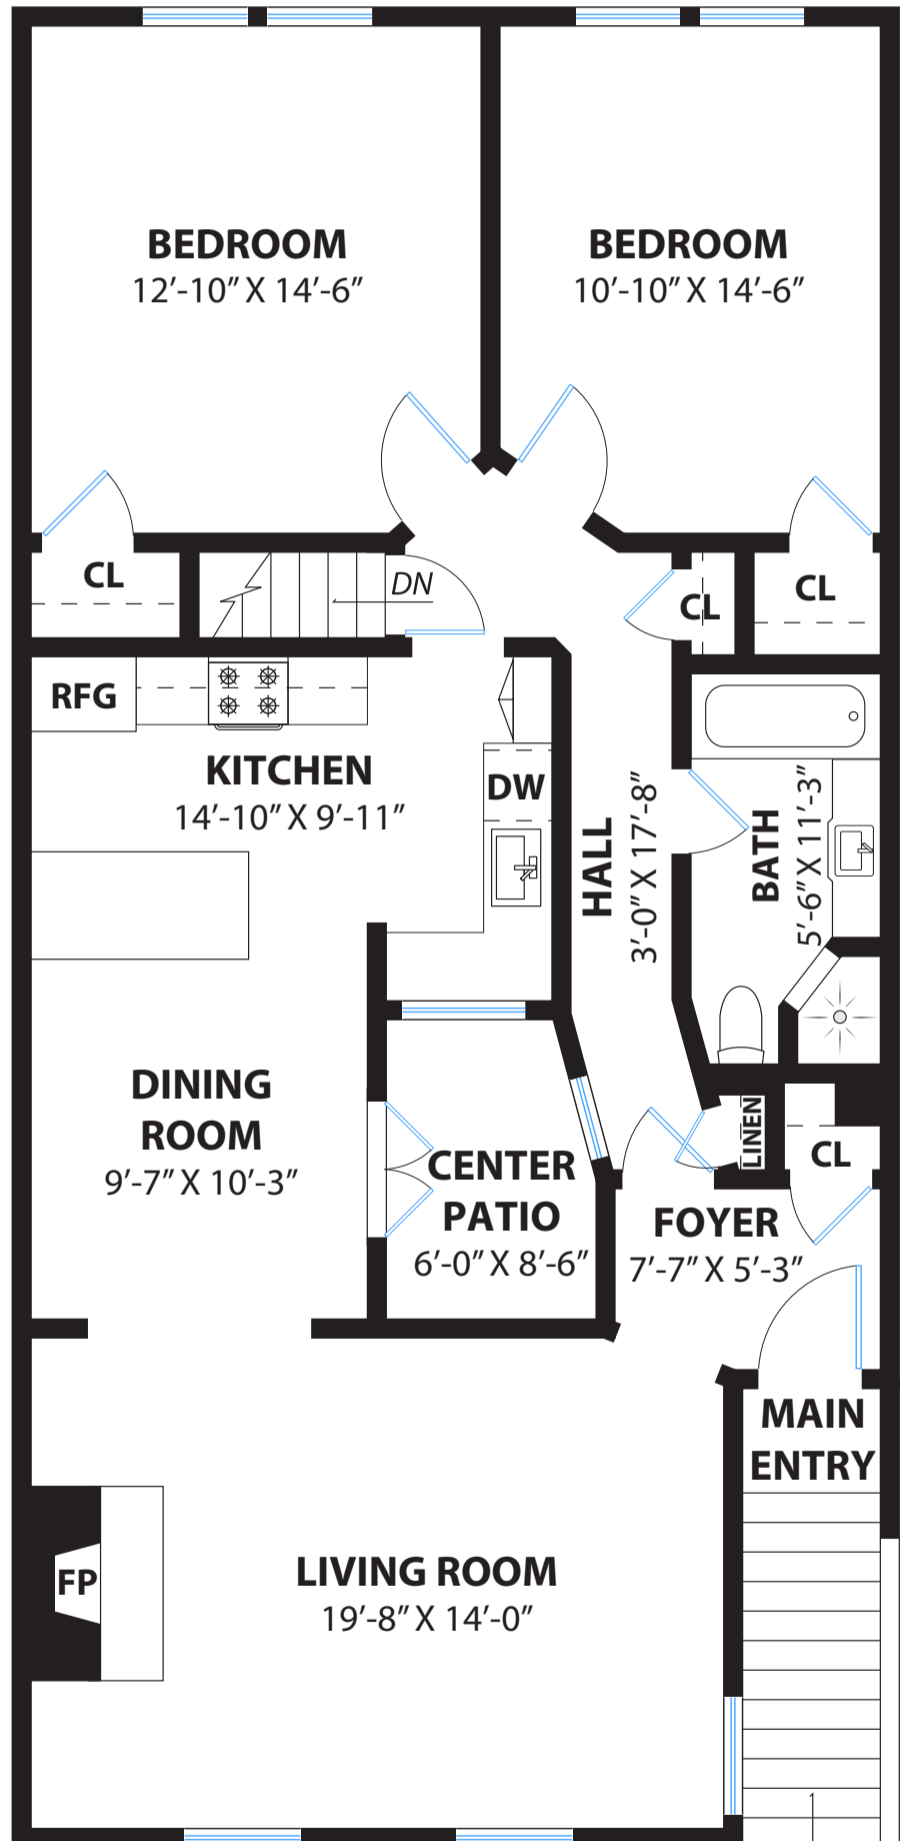 BEDROOM
12′-10″ X 14′-6″
BEDROOM
10′-10″ X 14′-6″
CL
DN
CL
CL
RFG
KITCHEN
14′-10″ X 9′-11″
DW
HALL
3′-0″ X 17′-8″
BATH
5′-6″ X 11′-3″
DINING
ROOM
9′-7″ X 10′-3″
CENTER
PATIO
6′-0″ X 8′-6″
LINEN
CL
FOYER
7′-7″ X 5′-3″
MAIN
ENTRY
FP
LIVING ROOM
19′-8″ X 14′-0″